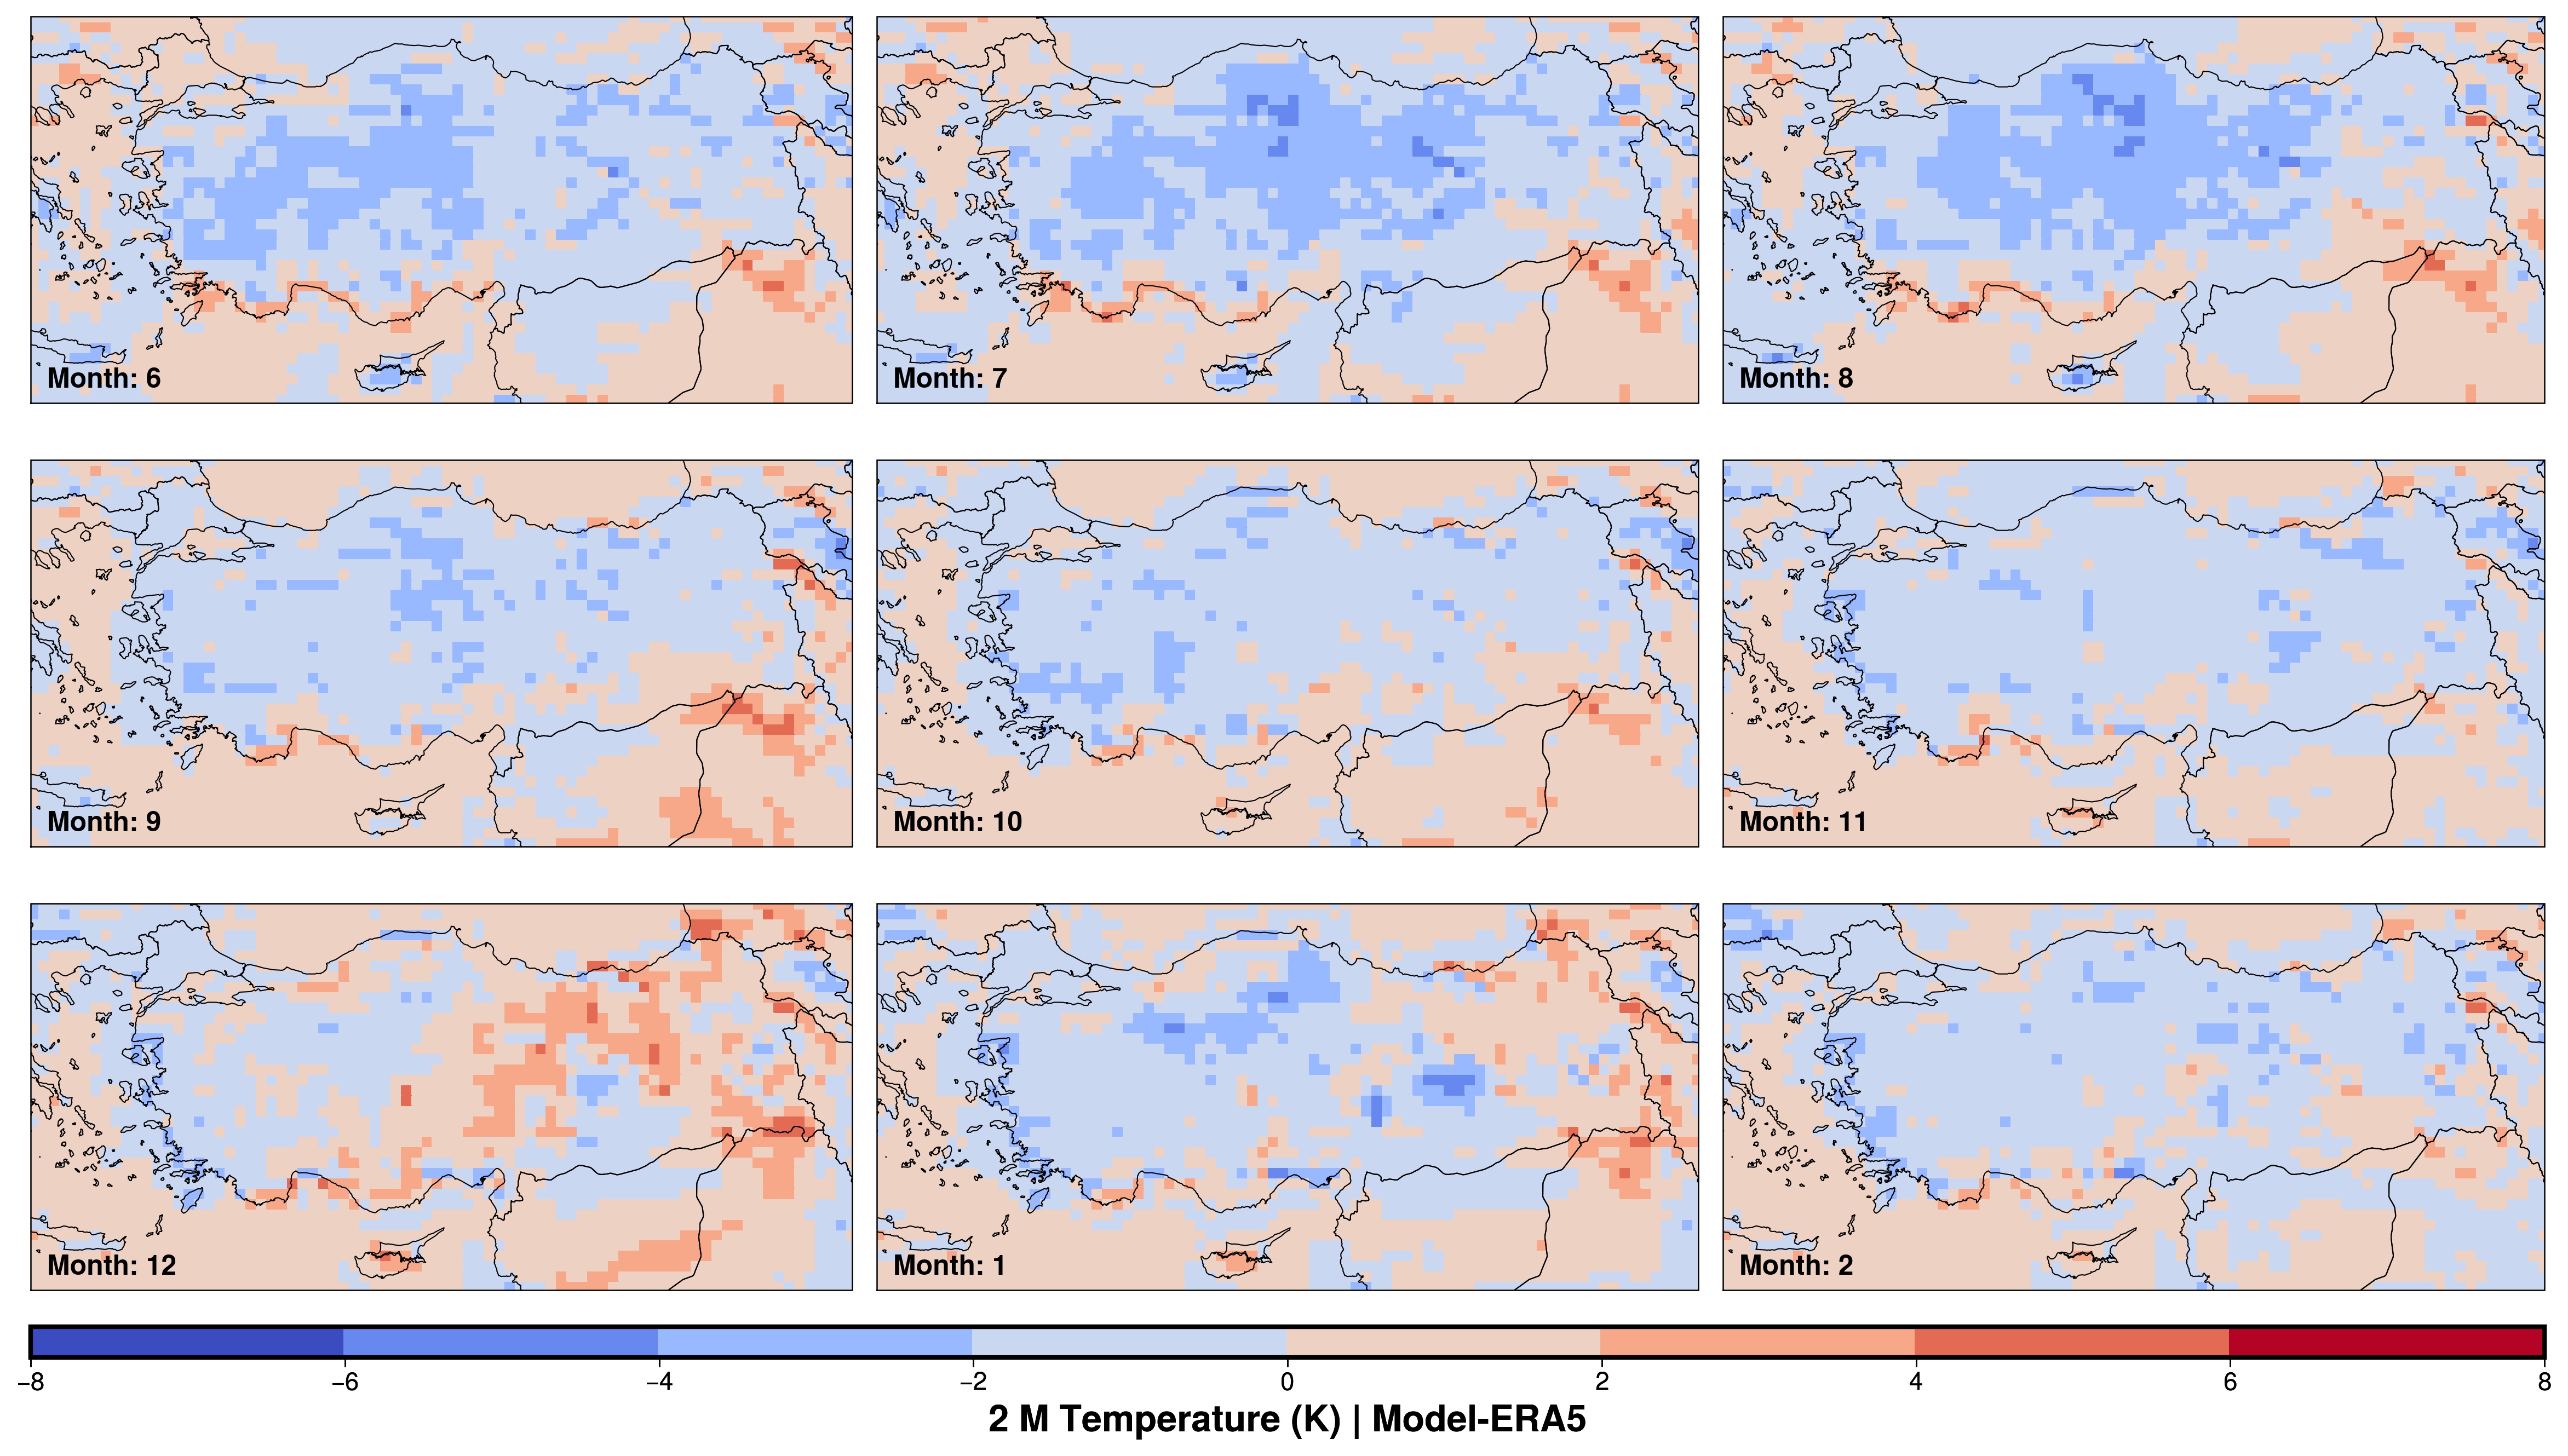 Month: 6
Month: 7
Month: 8
Month: 9
Month: 10
Month: 11
Month: 12
Month: 1
Month: 2
−8 −6 −4 −2 0 2 4 6 8
2 M Temperature (K) | Model-ERA5